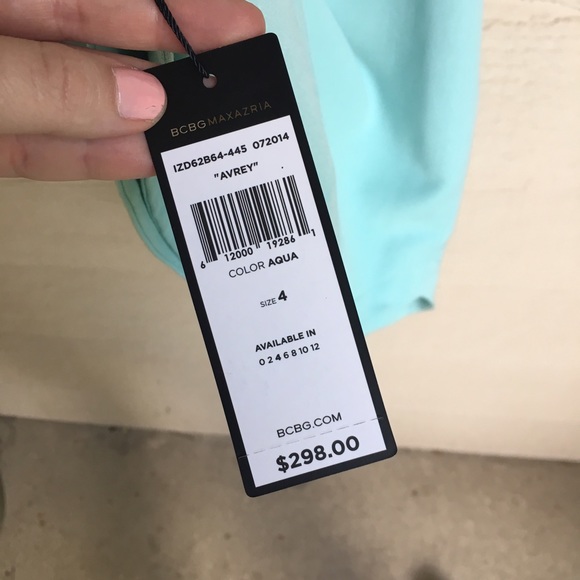 BCBGMAXAZRIA
IZD62B64-445 072014
"AVREY"
6 12000 19286 1
COLOR AQUA
SIZE 4
AVAILABLE IN
0 2 4 6 8 10 12
BCBG.COM
$298.00